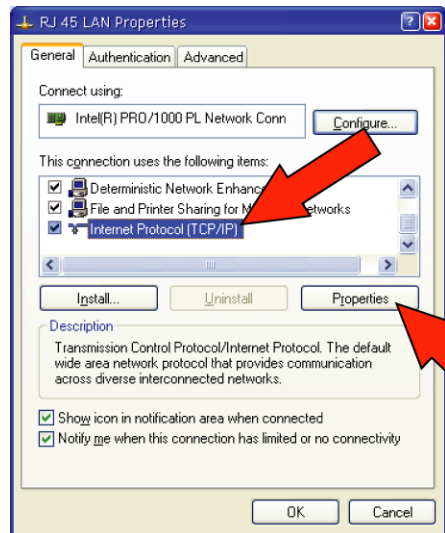 RJ 45 LAN Properties
General Authentication Advanced
Connect using:
Intel(R) PRO/1000 PL Network Conn
Configure...
This connection uses the following items:
Deterministic Network Enhanc
File and Printer Sharing for M etworks
Internet Protocol (TCP/IP)
Install... Uninstall Properties
Description
Transmission Control Protocol/Internet Protocol. The default
wide area network protocol that provides communication
across diverse interconnected networks.
Show icon in notification area when connected
Notify me when this connection has limited or no connectivity
OK Cancel